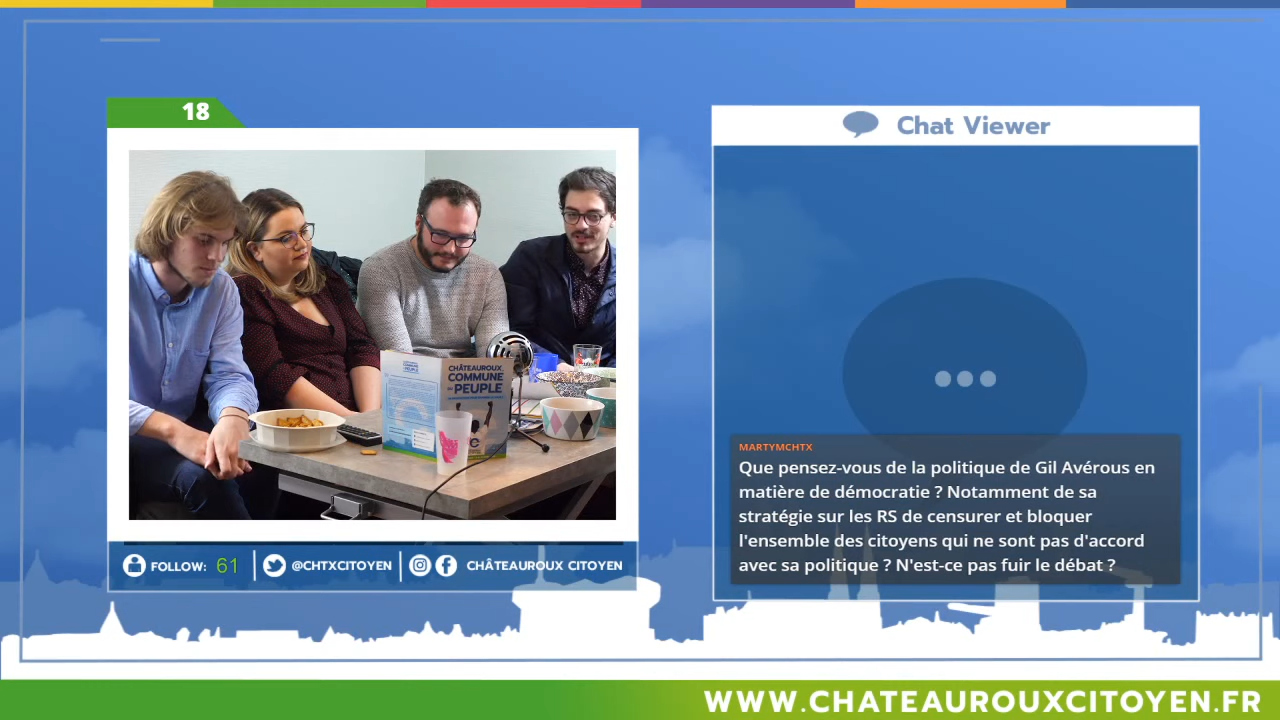 18
Chat Viewer
CHÂTEAUROUX
COMMUNE
DU PEUPLE
MARTYMCHTX
Que pensez-vous de la politique de Gil Avérous en
matière de démocratie ? Notamment de sa
stratégie sur les RS de censurer et bloquer
l'ensemble des citoyens qui ne sont pas d'accord
avec sa politique ? N'est-ce pas fuir le débat ?
FOLLOW: 61
@CHTXCITOYEN
CHÂTEAUROUX CITOYEN
WWW.CHATEAUROUXCITOYEN.FR